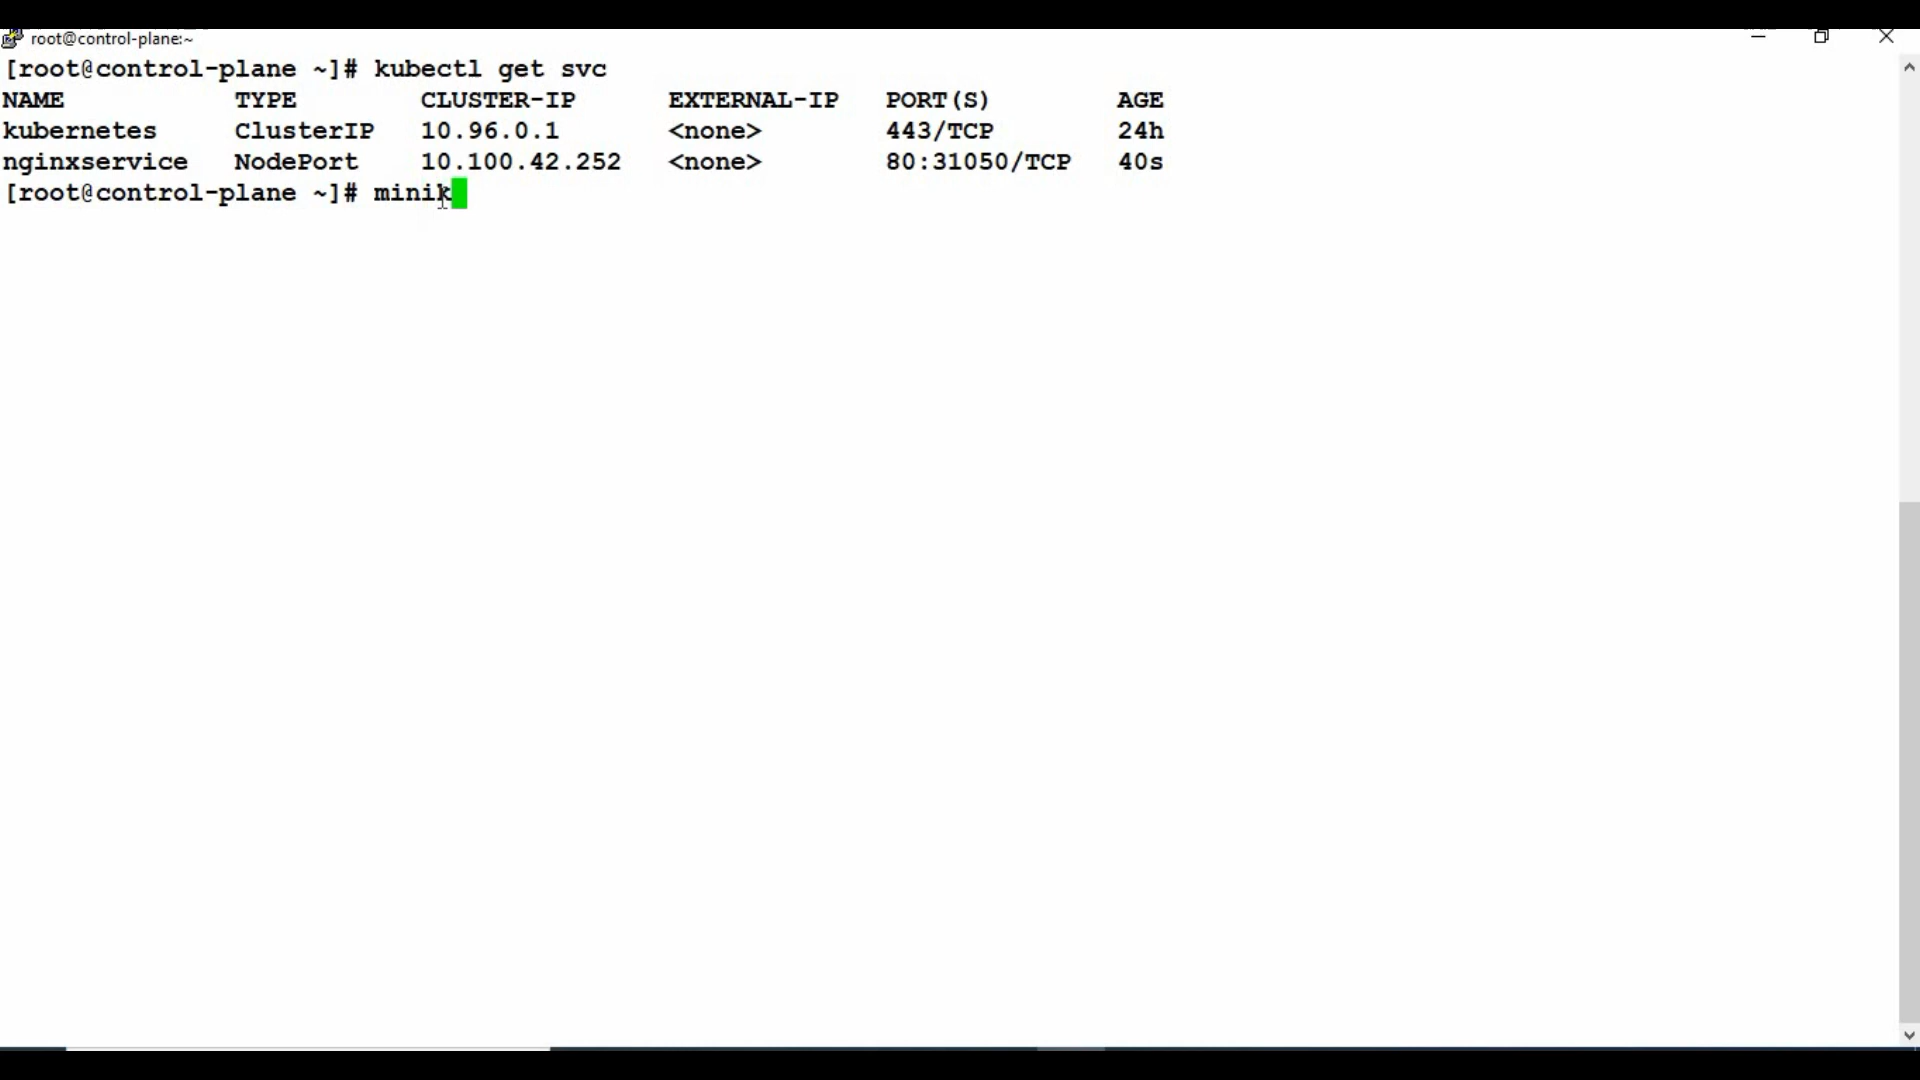 root@control-plane:~
[root@control-plane ~]# kubectl get svc
NAME TYPE CLUSTER-IP EXTERNAL-IP PORT(S) AGE
kubernetes ClusterIP 10.96.0.1 <none> 443/TCP 24h
nginxservice NodePort 10.100.42.252 <none> 80:31050/TCP 40s
[root@control-plane ~]# minik